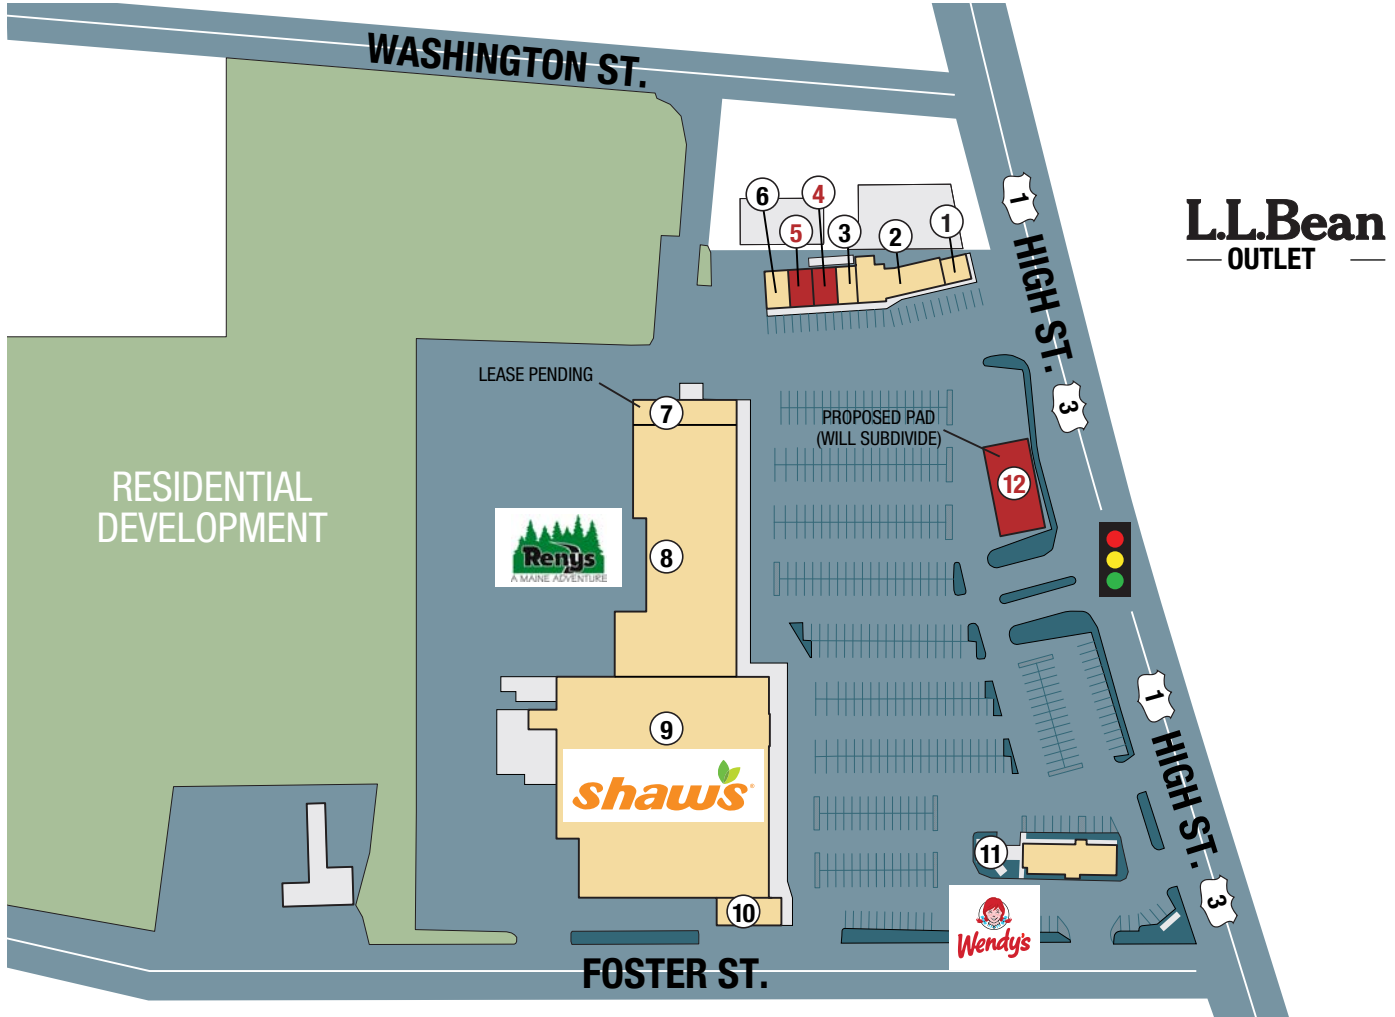 WASHINGTON ST.
1
HIGH ST.
3
L.L.Bean
OUTLET
6
5
4
3
2
1
LEASE PENDING
7
PROPOSED PAD
(WILL SUBDIVIDE)
12
RESIDENTIAL
DEVELOPMENT
Renys
A MAINE ADVENTURE
8
9
shaw's
1
HIGH ST.
3
11
10
Wendy's
FOSTER ST.